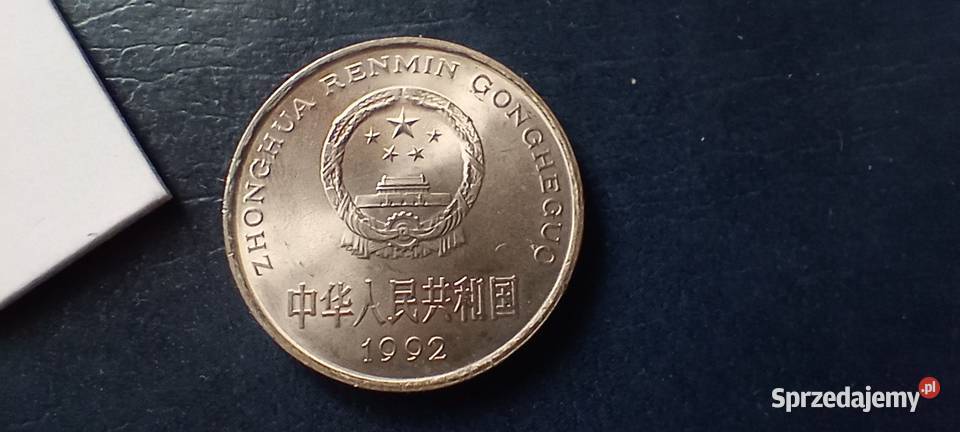 ZHONGHUA RENMIN GONGHEGUO
中华人民共和国
1992
Sprzedajemy.pl